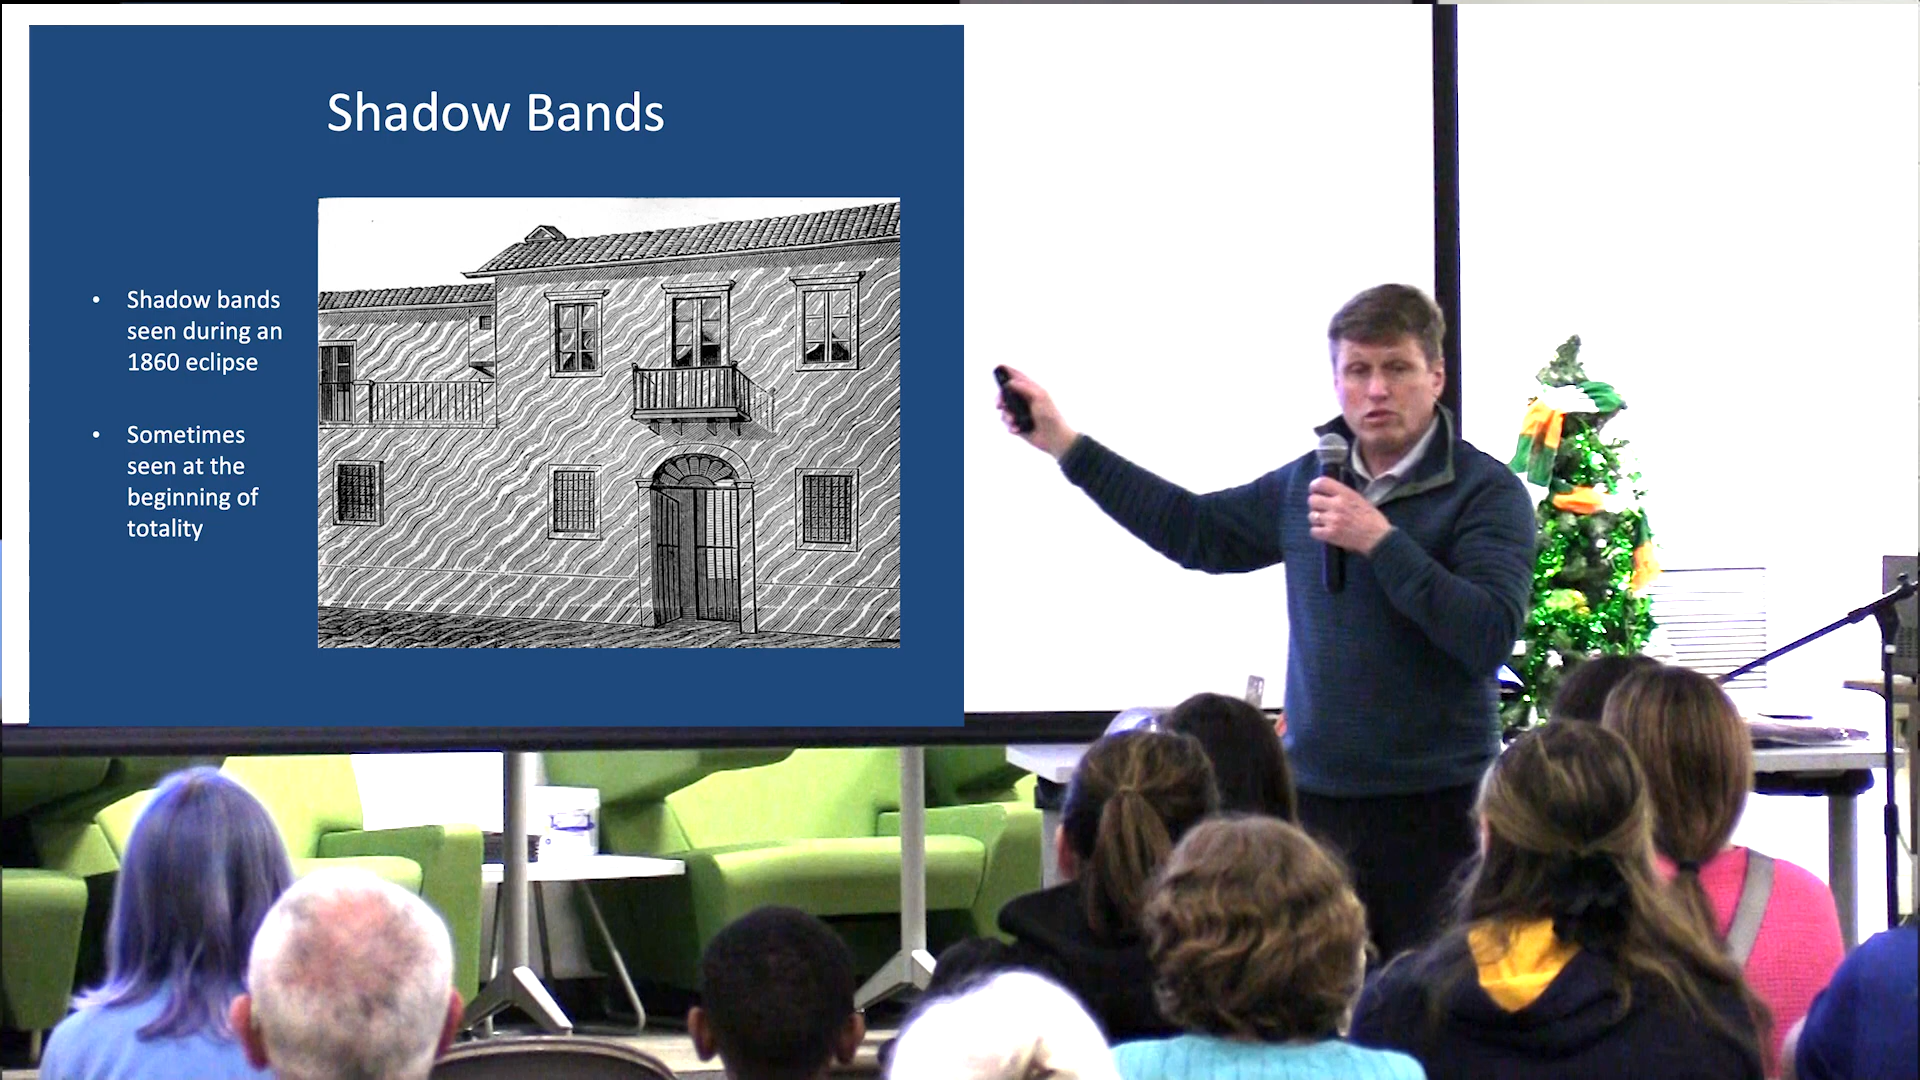 Shadow Bands
• Shadow bands
seen during an
1860 eclipse
• Sometimes
seen at the
beginning of
totality